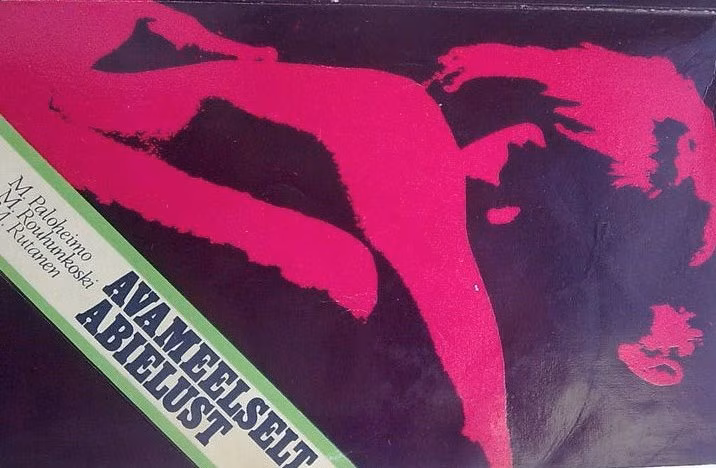 M Paloheimo
M Rouhunkoski
M. Rutanen
AVAMEELSELT
ABIELUST